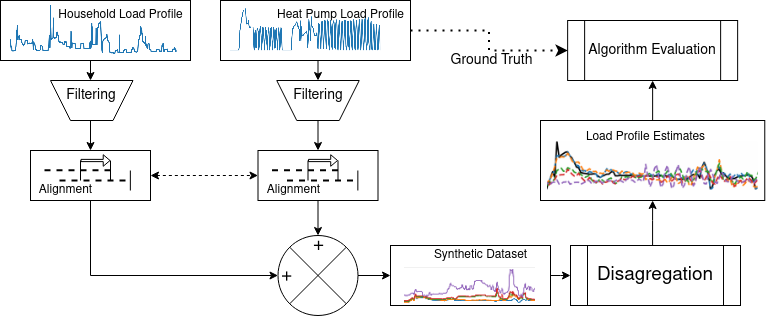 Household Load Profile
Heat Pump Load Profile
Ground Truth
Algorithm Evaluation
Filtering
Filtering
Load Profile Estimates
Alignment
Alignment
+
+
Synthetic Dataset
Disagregation